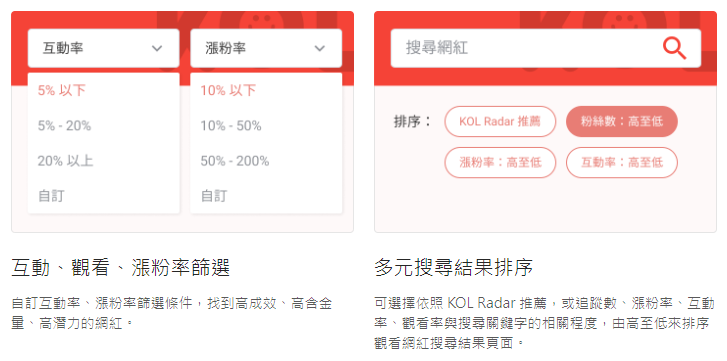 互動率
漲粉率
5% 以下
10% 以下
5% - 20%
10% - 50%
20% 以上
50% - 200%
自訂
自訂
互動、觀看、漲粉率篩選
自訂互動率、漲粉率篩選條件，找到高成效、高含金
量、高潛力的網紅。
搜尋網紅
排序：
KOL Radar 推薦
粉絲數：高至低
漲粉率：高至低
互動率：高至低
多元搜尋結果排序
可選擇依照 KOL Radar 推薦，或追蹤數、漲粉率、互動
率、觀看率與搜尋關鍵字的相關程度，由高至低來排序
觀看網紅搜尋結果頁面。